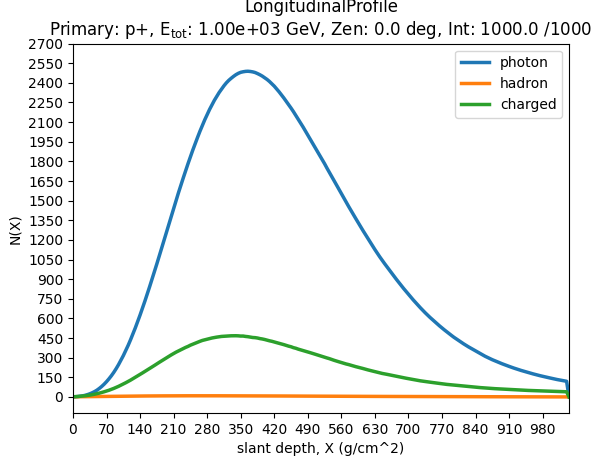 LongitudinalProfile
Primary: p+, E_tot: 1.00e+03 GeV, Zen: 0.0 deg, Int: 1000.0 /1000
2700
2550
2400
2250
2100
1950
1800
1650
1500
1350
1200
1050
900
750
600
450
300
150
0
N(X)
photon
hadron
charged
0 70 140 210 280 350 420 490 560 630 700 770 840 910 980
slant depth, X (g/cm^2)